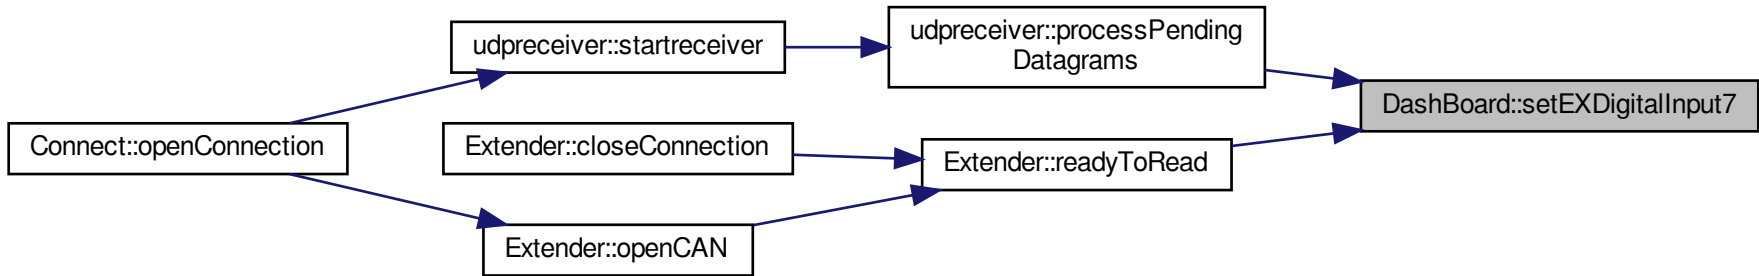 udpreceiver::startreceiver
udpreceiver::processPending
Datagrams
DashBoard::setEXDigitalInput7
Connect::openConnection
Extender::closeConnection
Extender::readyToRead
Extender::openCAN